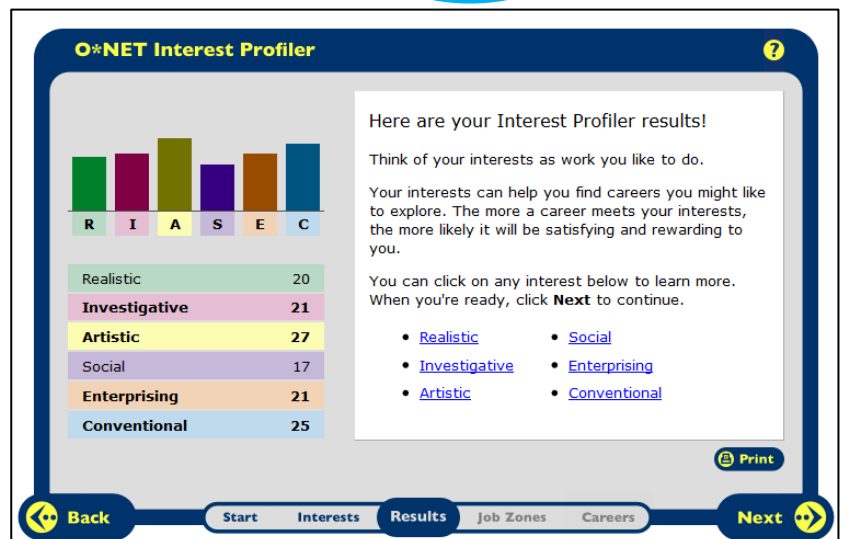 O*NET Interest Profiler
?
R I A S E C
Realistic 20
Investigative 21
Artistic 27
Social 17
Enterprising 21
Conventional 25
Here are your Interest Profiler results!
Think of your interests as work you like to do.
Your interests can help you find careers you might like
to explore. The more a career meets your interests,
the more likely it will be satisfying and rewarding to
you.
You can click on any interest below to learn more.
When you're ready, click Next to continue.
• Realistic • Social
• Investigative • Enterprising
• Artistic • Conventional
Print
Back Start Interests Results Job Zones Careers Next